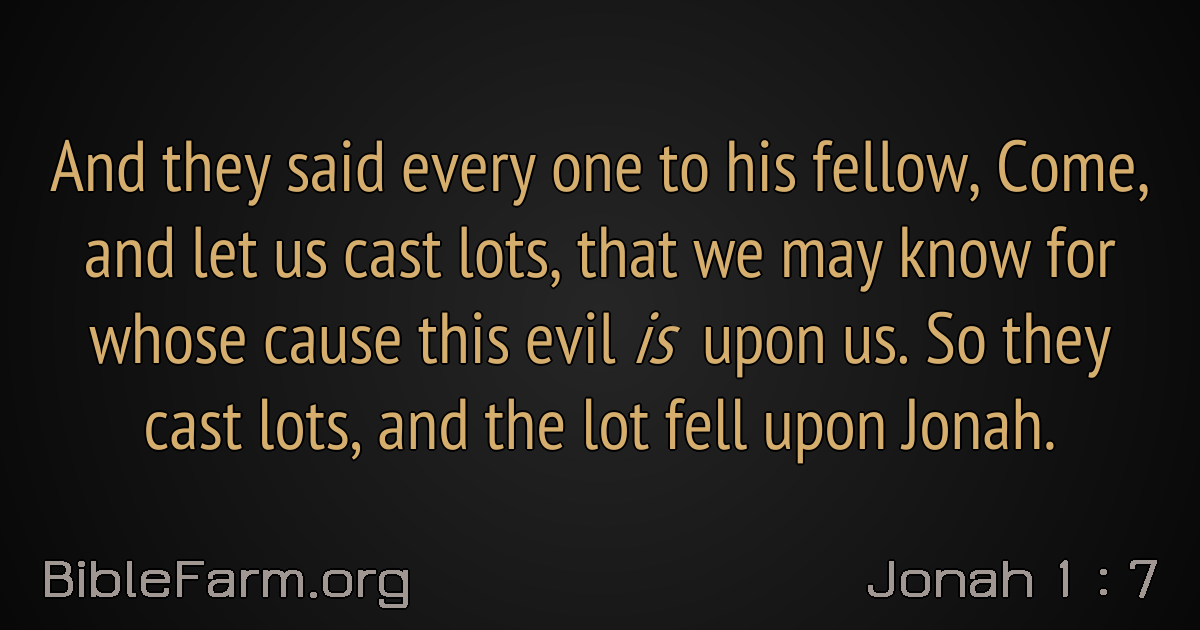 And they said every one to his fellow, Come,
and let us cast lots, that we may know for
whose cause this evil is upon us. So they
cast lots, and the lot fell upon Jonah.
BibleFarm.org
Jonah 1 : 7